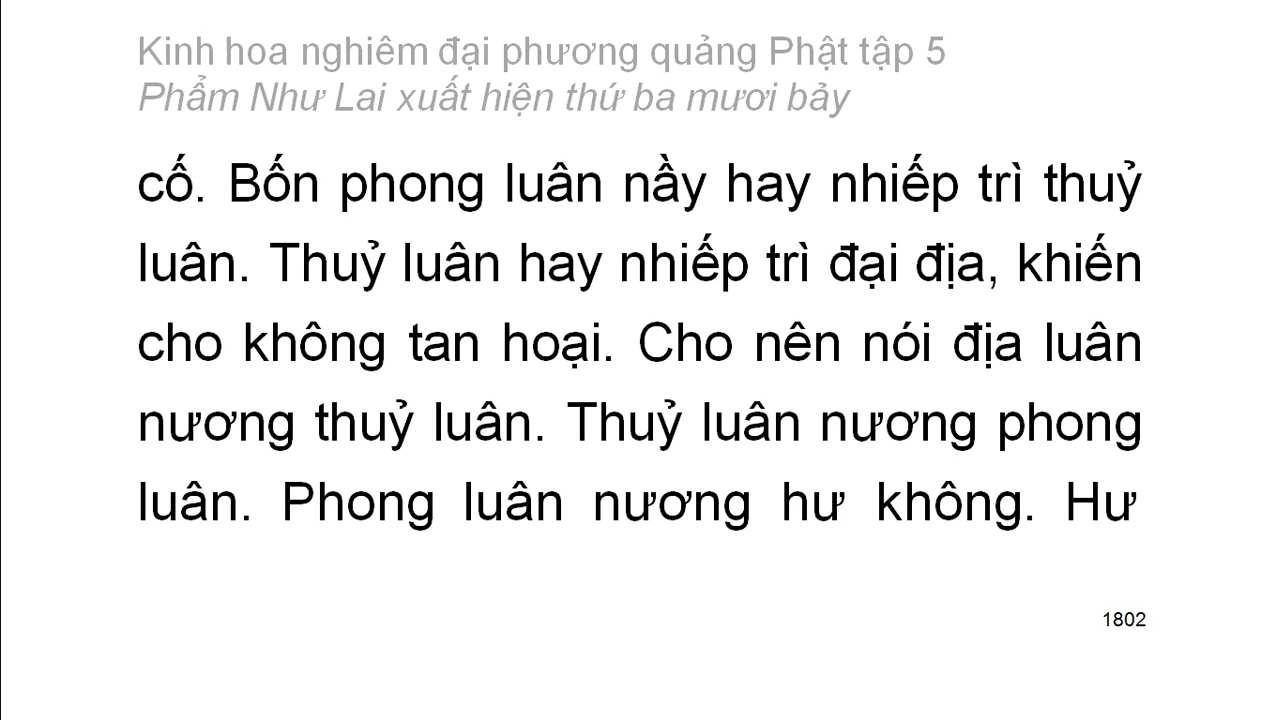 Kinh hoa nghiêm đại phương quảng Phật tập 5
Phẩm Như Lai xuất hiện thứ ba mươi bảy
cố. Bốn phong luân nầy hay nhiếp trì thuỷ
luân. Thuỷ luân hay nhiếp trì đại địa, khiến
cho không tan hoại. Cho nên nói địa luân
nương thuỷ luân. Thuỷ luân nương phong
luân. Phong luân nương hư không. Hư
1802